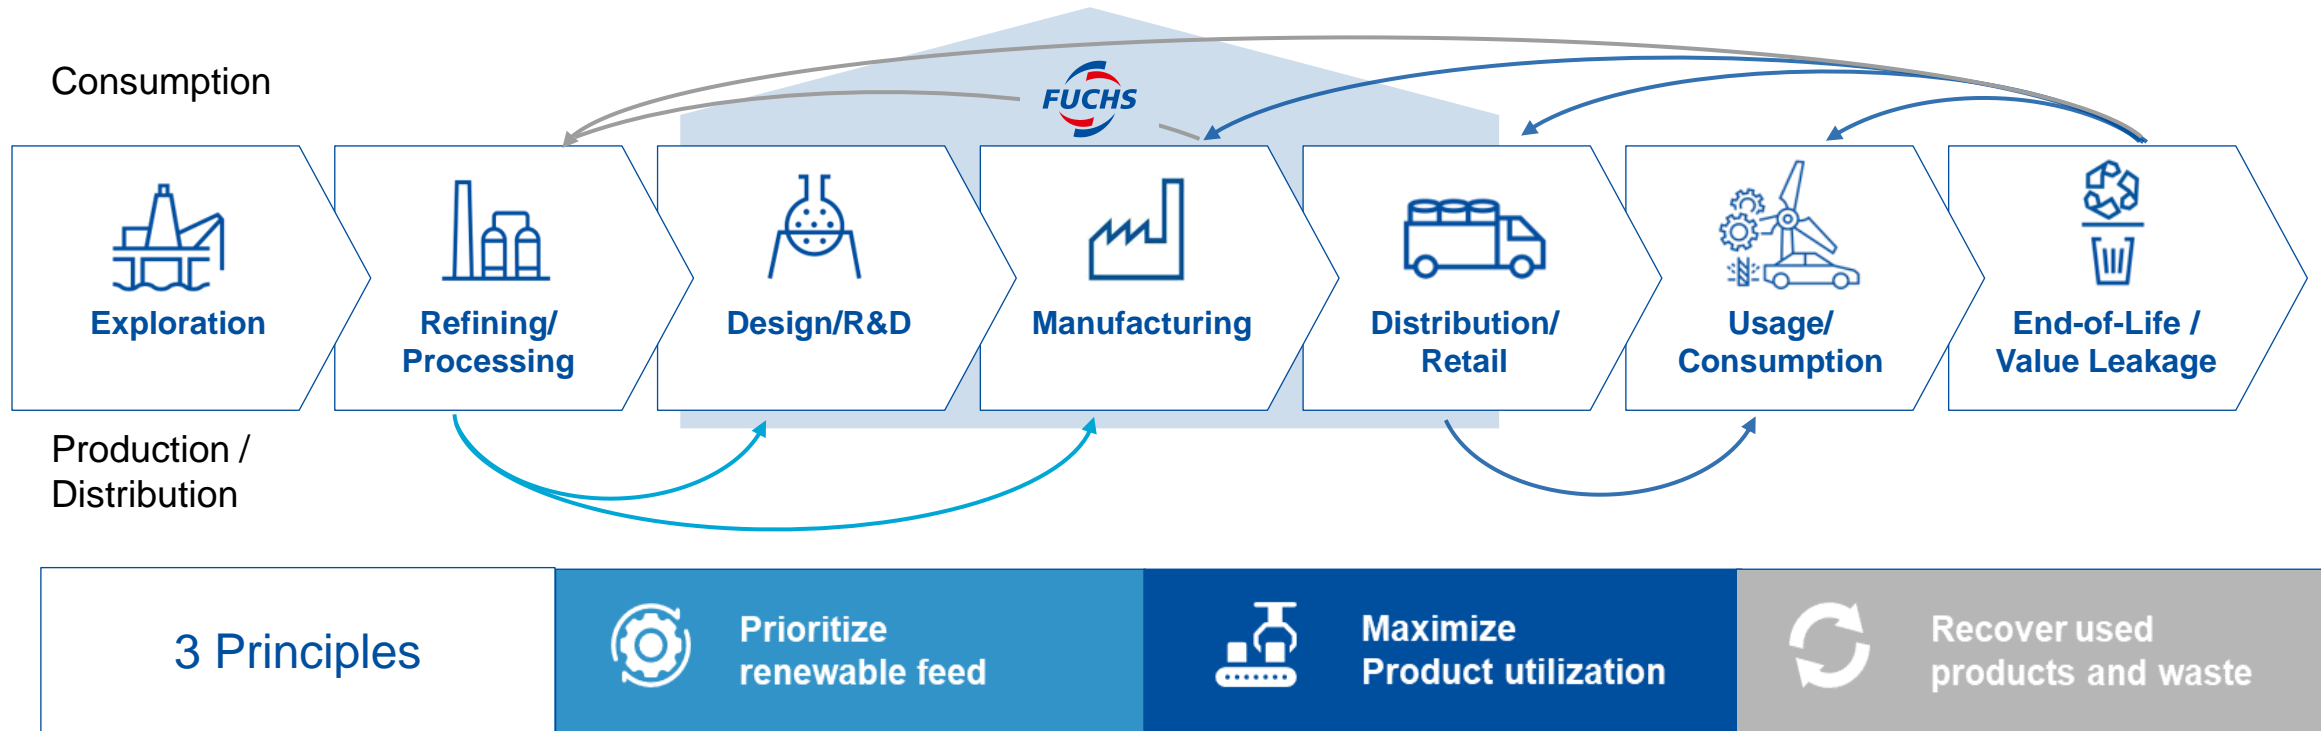 Consumption
FUCHS
Exploration
Refining/
Processing
Design/R&D
Manufacturing
Distribution/
Retail
Usage/
Consumption
End-of-Life /
Value Leakage
Production /
Distribution
3 Principles
Prioritize
renewable feed
Maximize
Product utilization
Recover used
products and waste